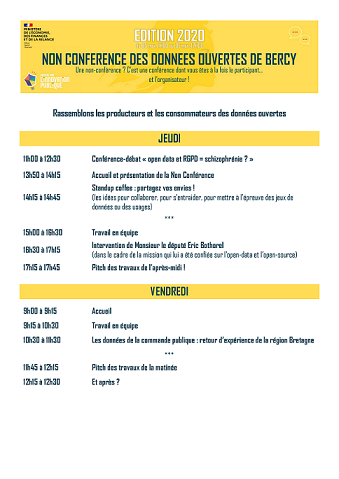 MINISTÈRE
DE L'ÉCONOMIE,
DES FINANCES
ET DE LA RELANCE
EDITION 2020
NON CONFERENCE DES DONNEES OUVERTES DE BERCY
Une non-conférence ? C'est une conférence dont vous êtes à la fois le participant...
et l'organisateur !
Rassemblons les producteurs et les consommateurs des données ouvertes
JEUDI
11h00 à 12h30 Conférence-débat « open data et RGPD = schizophrénie ? »
13h50 à 14h15 Accueil et présentation de la Non Conférence
Standup coffee : partagez vos envies !
14h15 à 14h45 (les idées pour collaborer, pour s'entraider, pour mettre à l'épreuve des jeux de
données ou des usages)
***
15h00 à 16h30 Travail en équipe
16h30 à 17h15 Intervention de Monsieur le député Eric Bothorel
(dans le cadre de la mission qui lui a été confiée sur l'open-data et l'open-source)
17h15 à 17h45 Pitch des travaux de l'après-midi !
VENDREDI
9h00 à 9h15 Accueil
9h15 à 10h30 Travail en équipe
10h30 à 11h30 Les données de la commande publique : retour d'expérience de la région Bretagne
***
11h45 à 12h15 Pitch des travaux de la matinée
12h15 à 12h30 Et après ?